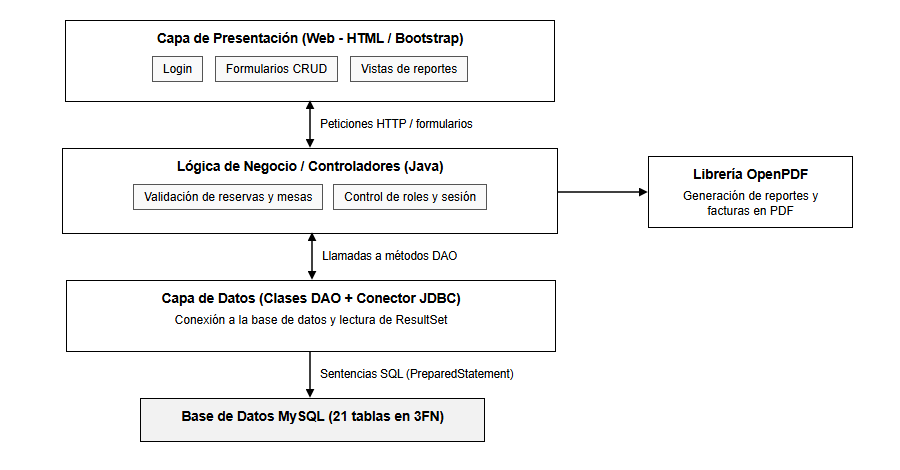 Capa de Presentación (Web - HTML / Bootstrap)
Login
Formularios CRUD
Vistas de reportes
Peticiones HTTP / formularios
Lógica de Negocio / Controladores (Java)
Validación de reservas y mesas
Control de roles y sesión
Librería OpenPDF
Generación de reportes y
facturas en PDF
Llamadas a métodos DAO
Capa de Datos (Clases DAO + Conector JDBC)
Conexión a la base de datos y lectura de ResultSet
Sentencias SQL (PreparedStatement)
Base de Datos MySQL (21 tablas en 3FN)